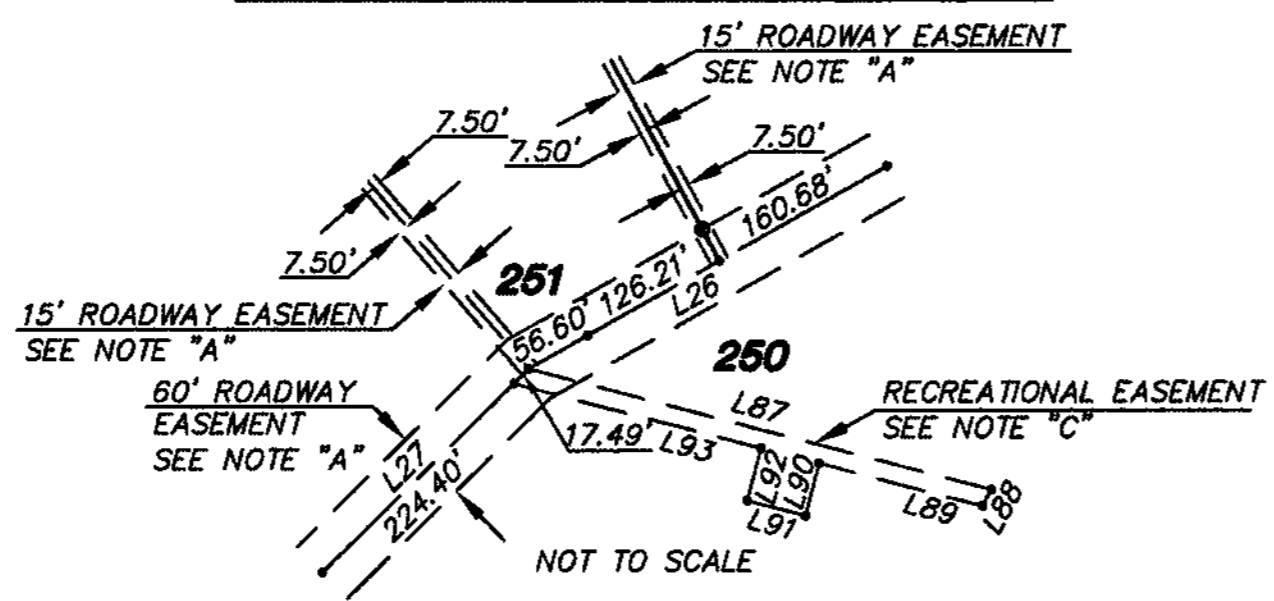 15' ROADWAY EASEMENT
SEE NOTE "A"
7.50'
7.50'
7.50'
160.68'
7.50'
251
126.21'
L26
56.60'
15' ROADWAY EASEMENT
SEE NOTE "A"
250
60' ROADWAY
EASEMENT
SEE NOTE "A"
L87
RECREATIONAL EASEMENT
SEE NOTE "C"
17.49'
L93
L27
224.40'
L92
L90
L91
L89
L88
NOT TO SCALE